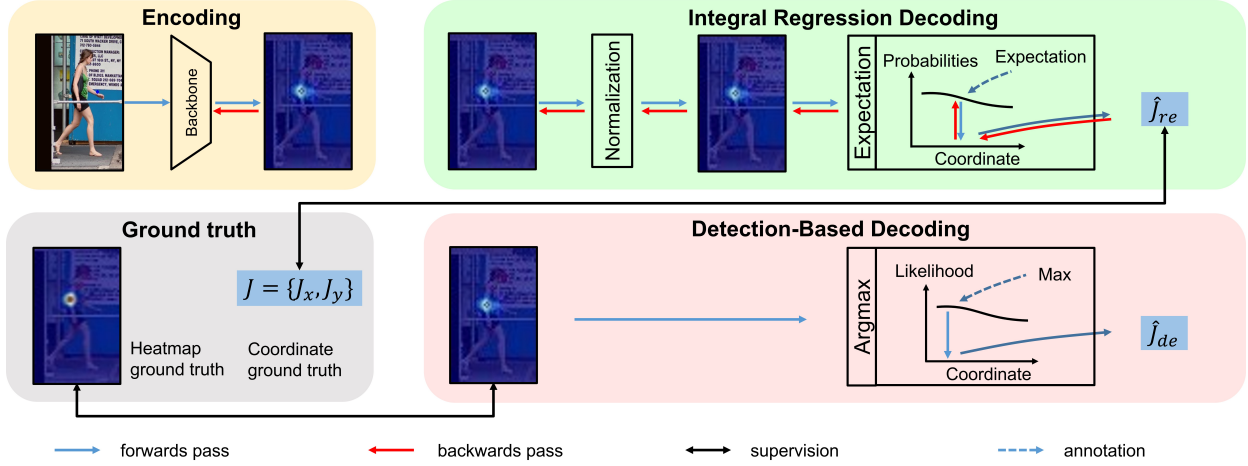 Encoding
Backbone
Integral Regression Decoding
Normalization
Expectation
Probabilities
Expectation
Coordinate
Ĵ_re
Ground truth
J = {J_x, J_y}
Heatmap
ground truth
Coordinate
ground truth
Detection-Based Decoding
Argmax
Likelihood
Max
Coordinate
Ĵ_de
forwards pass
backwards pass
supervision
annotation